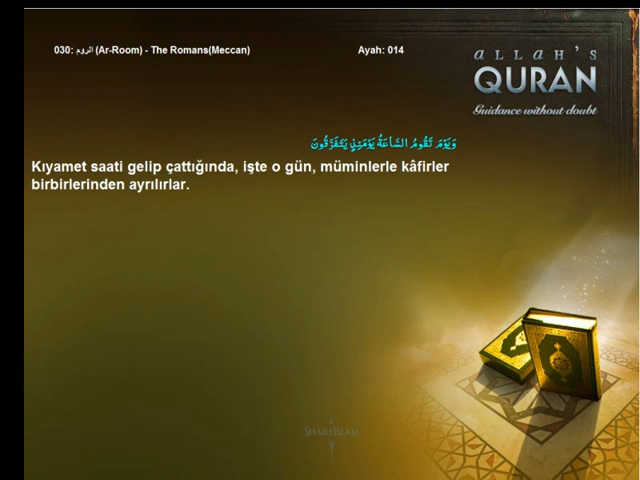 030: الروم (Ar-Room) - The Romans(Meccan) Ayah: 014
ALLAH'S
QURAN
Guidance without doubt
وَيَوْمَ تَقُومُ السَّاعَةُ يَوْمَئِذٍ يَتَفَرَّقُونَ
Kıyamet saati gelip çattığında, işte o gün, müminlerle kâfirler
birbirlerinden ayrılırlar.
SHAREISLAM